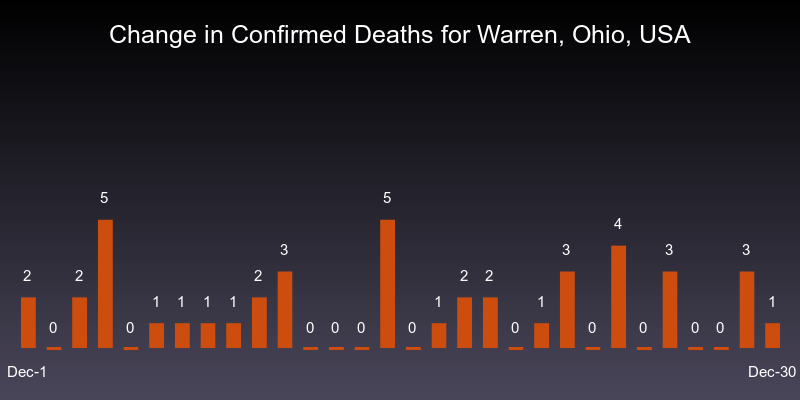 Change in Confirmed Deaths for Warren, Ohio, USA
2 0 2 5 0 1 1 1 1 2 3 0 0 0 5 0 1 2 2 0 1 3 0 4 0 3 0 0 3 1
Dec-1 Dec-30